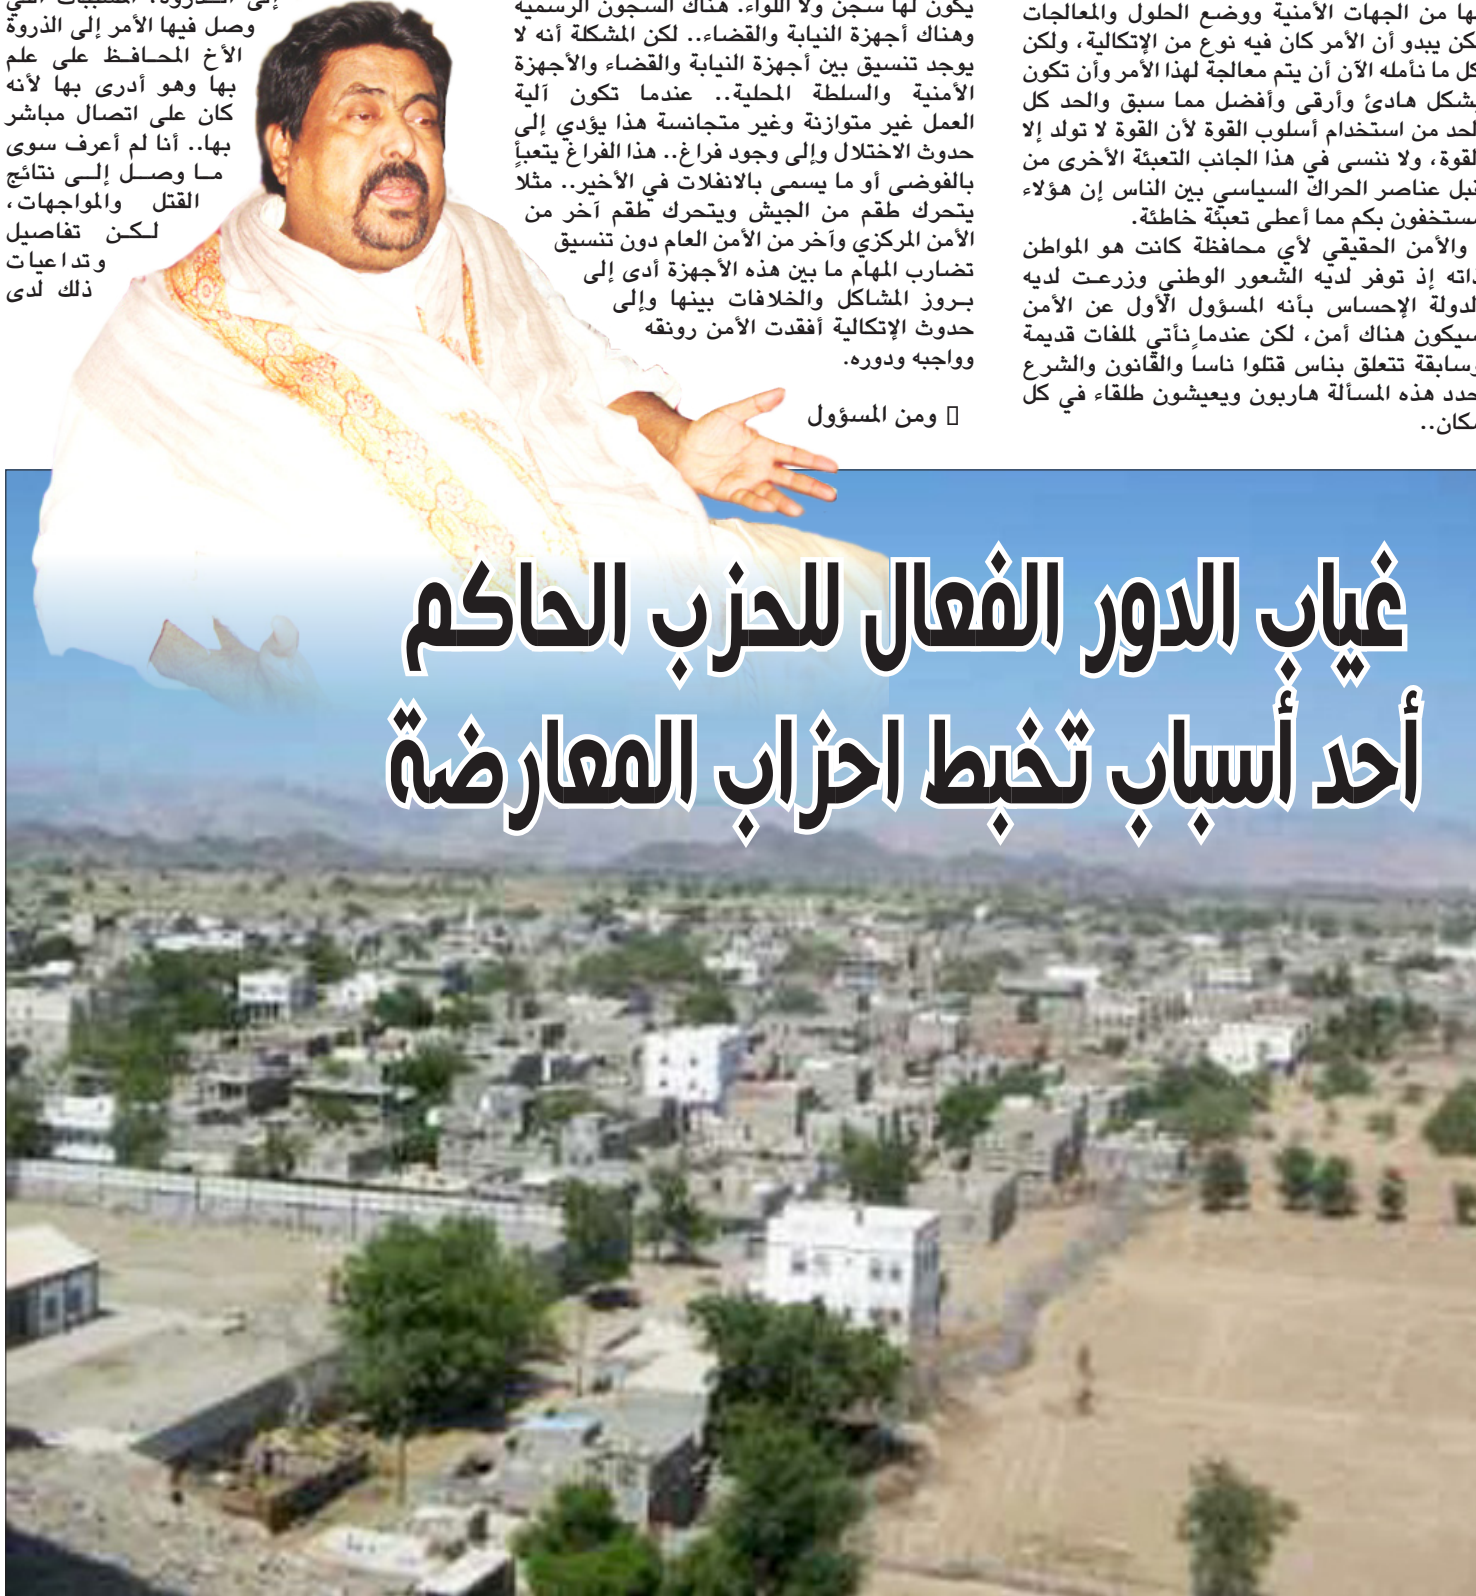 من الجهات الأمنية ووضع الحلول والمعالجات
يبدو أن الأمر كان فيه نوع من الإتكالية، ولكن
كل ما نأمله الآن أن يتم معالجة لهذا الأمر وأن تكون
بشكل هادئ وأرقى وأفضل مما سبق والحد كل
الحد من استخدام أسلوب القوة لأن القوة لا تولد إلا
القوة، ولا ننسى في هذا الجانب التعبئة الأخرى من
قبل عناصر الحراك السياسي بين الناس إن هؤلاء
مستخفون بكم مما أعطى تعبئة خاطئة.
والأمن الحقيقي لأي محافظة كانت هو المواطن
ذاته إذ توفر لديه الشعور الوطني وزرعت لديه
الدولة الإحساس بأنه المسؤول الأول عن الأمن
سيكون هناك أمن، لكن عندما نأتي لملفات قديمة
وسابقة تتعلق بناس قتلوا ناساً والقانون والشرع
حدد هذه المسألة هاربون ويعيشون طلقاء في كل
مكان..
يكون لها سجن ولا اللواء. هناك السجون الرسمية
وهناك أجهزة النيابة والقضاء.. لكن المشكلة أنه لا
يوجد تنسيق بين أجهزة النيابة والقضاء والأجهزة
الأمنية والسلطة المحلية.. عندما تكون آلية
العمل غير متوازنة وغير متجانسة هذا يؤدي إلى
حدوث الاختلال وإلى وجود فراغ.. هذا الفراغ يتعبأ
بالفوضى أو ما يسمى بالانفلات في الأخير.. مثلاً
يتحرك طقم من الجيش ويتحرك طقم آخر من
الأمن المركزي وآخر من الأمن العام دون تنسيق
تضارب المهام ما بين هذه الأجهزة أدى إلى
بروز المشاكل والخلافات بينها وإلى
حدوث الإتكالية أفقدت الأمن رونقه
وواجبه ودوره.
▯ ومن المسؤول
وصل فيها الأمر إلى الذروة
الأخ المحافظ على علم
بها وهو أدرى بها لأنه
كان على اتصال مباشر
بها.. أنا لم أعرف سوى
ما وصل إلى نتائج
القتل والمواجهات،
لكن تفاصيل
وتداعيات
ذلك لدى
غياب الدور الفعال للحزب الحاكم
أحد أسباب تخبط احزاب المعارضة